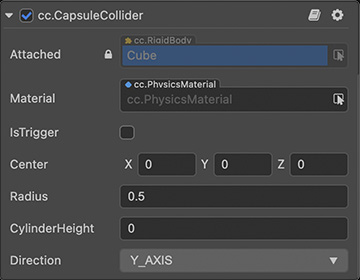 cc.CapsuleCollider
cc.RigidBody
Attached Cube
cc.PhysicsMaterial
Material cc.PhysicsMaterial
IsTrigger
Center X 0 Y 0 Z 0
Radius 0.5
CylinderHeight 0
Direction Y_AXIS